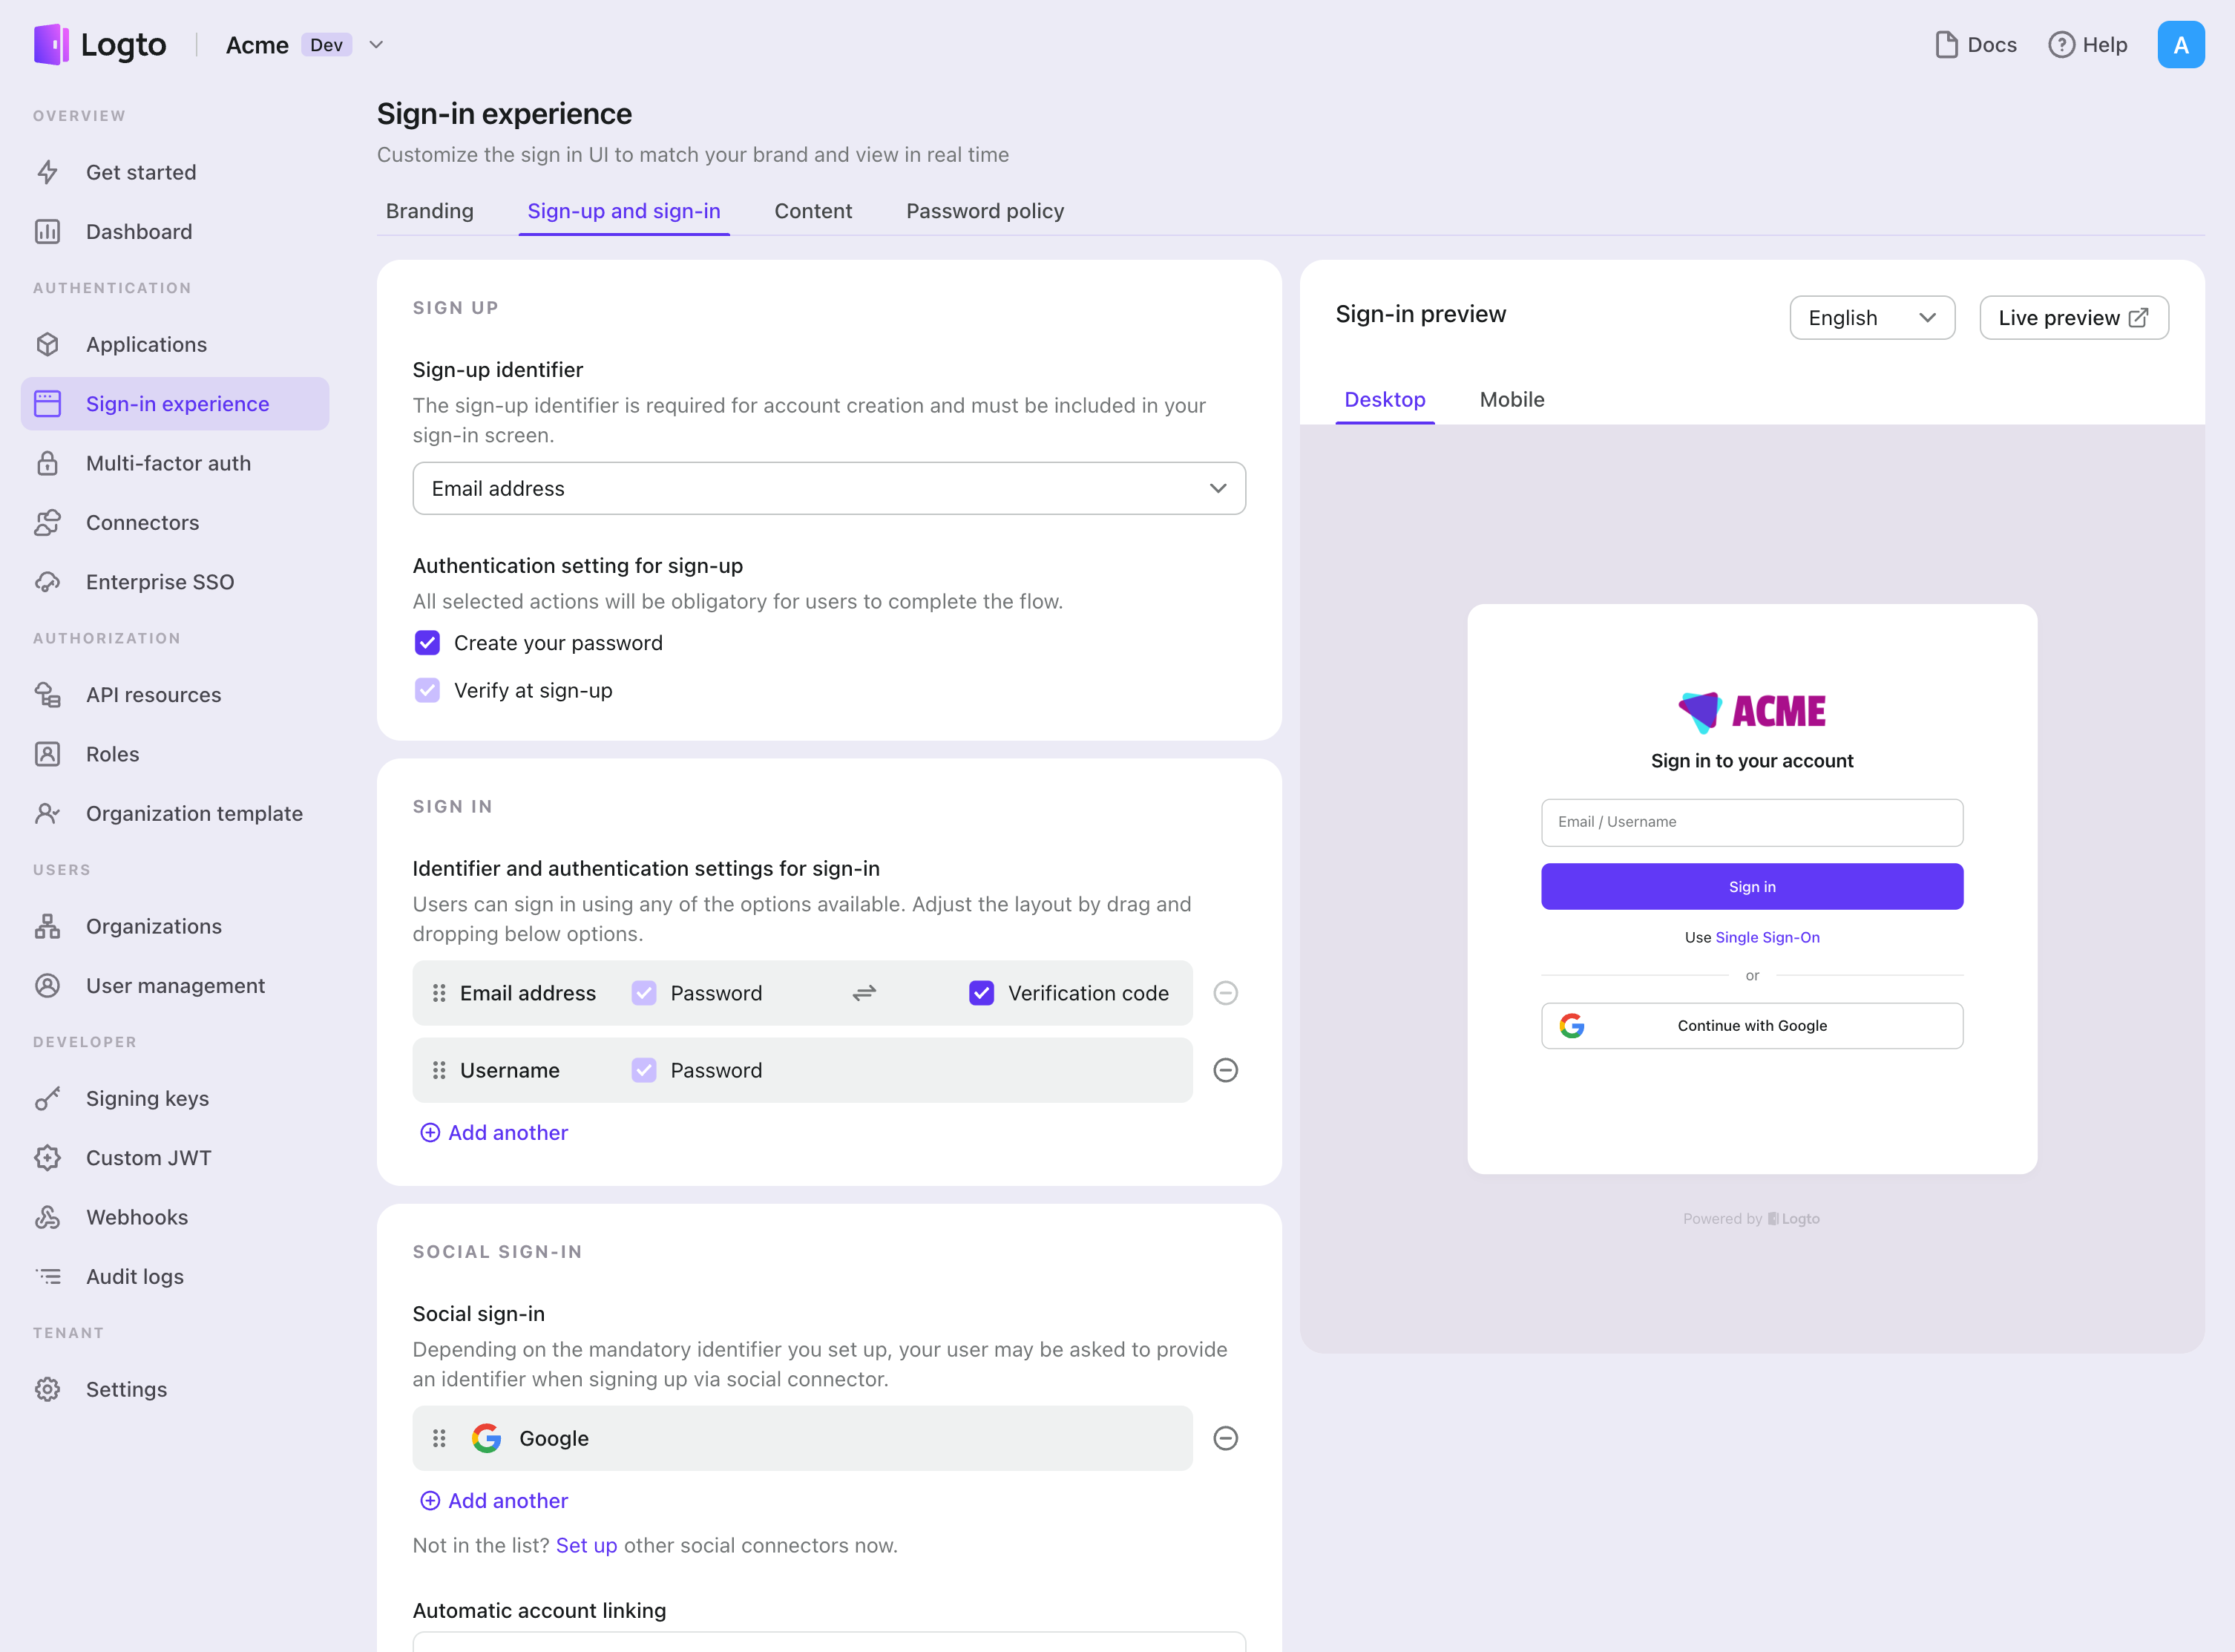 Logto
Acme Dev
Docs
Help
A
OVERVIEW
Get started
Dashboard
AUTHENTICATION
Applications
Sign-in experience
Multi-factor auth
Connectors
Enterprise SSO
AUTHORIZATION
API resources
Roles
Organization template
USERS
Organizations
User management
DEVELOPER
Signing keys
Custom JWT
Webhooks
Audit logs
TENANT
Settings
Sign-in experience
Customize the sign in UI to match your brand and view in real time
Branding
Sign-up and sign-in
Content
Password policy
SIGN UP
Sign-up identifier
The sign-up identifier is required for account creation and must be included in your
sign-in screen.
Email address
Authentication setting for sign-up
All selected actions will be obligatory for users to complete the flow.
Create your password
Verify at sign-up
SIGN IN
Identifier and authentication settings for sign-in
Users can sign in using any of the options available. Adjust the layout by drag and
dropping below options.
Email address Password Verification code
Username Password
Add another
SOCIAL SIGN-IN
Social sign-in
Depending on the mandatory identifier you set up, your user may be asked to provide
an identifier when signing up via social connector.
Google
Add another
Not in the list? Set up other social connectors now.
Automatic account linking
Sign-in preview
English
Live preview
Desktop
Mobile
ACME
Sign in to your account
Email / Username
Sign in
Use Single Sign-On
or
Continue with Google
Powered by Logto